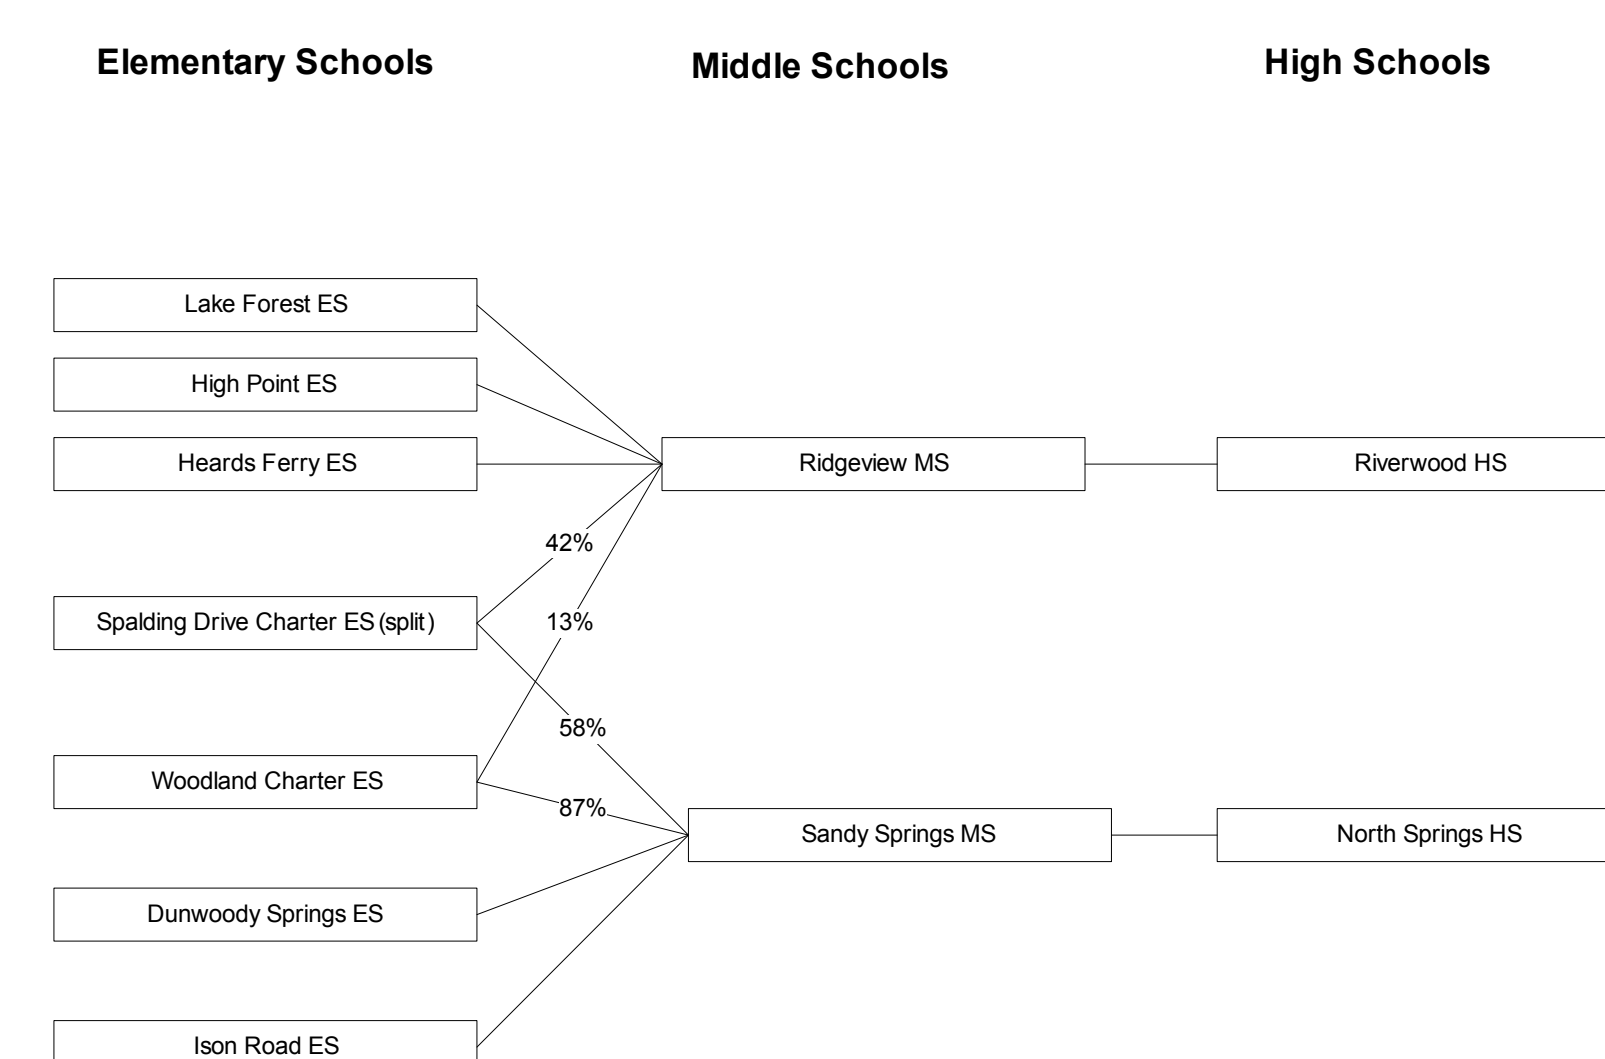 Elementary Schools
Middle Schools
High Schools
Lake Forest ES
High Point ES
Heards Ferry ES
Ridgeview MS
Riverwood HS
42%
Spalding Drive Charter ES (split)
13%
58%
Woodland Charter ES
87%
Sandy Springs MS
North Springs HS
Dunwoody Springs ES
Ison Road ES